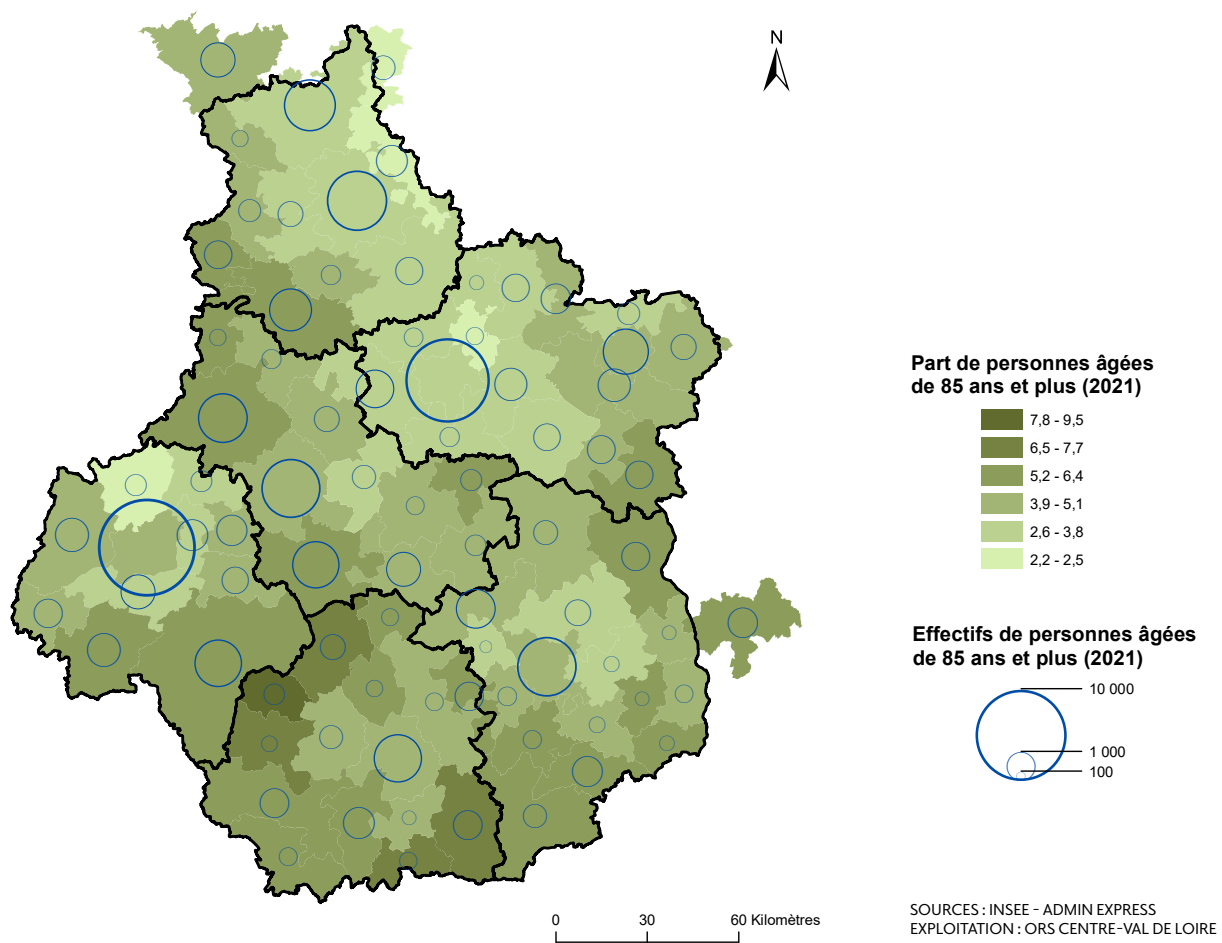 N
Part de personnes âgées
de 85 ans et plus (2021)
7,8 - 9,5
6,5 - 7,7
5,2 - 6,4
3,9 - 5,1
2,6 - 3,8
2,2 - 2,5
Effectifs de personnes âgées
de 85 ans et plus (2021)
10 000
1 000
100
0 30 60 Kilomètres
SOURCES : INSEE - ADMIN EXPRESS
EXPLOITATION : ORS CENTRE-VAL DE LOIRE